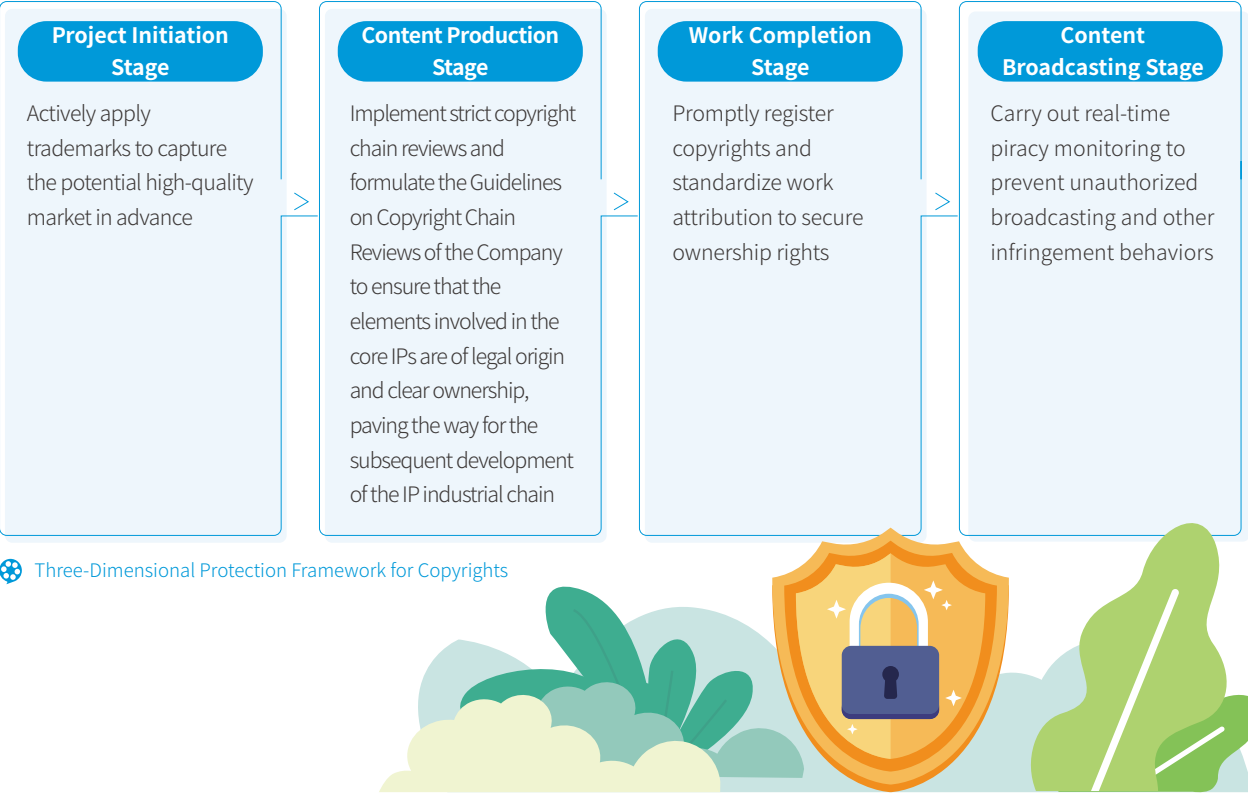 Project Initiation
Stage
Actively apply
trademarks to capture
the potential high-quality
market in advance
Content Production
Stage
Implement strict copyright
chain reviews and
formulate the Guidelines
on Copyright Chain
Reviews of the Company
to ensure that the
elements involved in the
core IPs are of legal origin
and clear ownership,
paving the way for the
subsequent development
of the IP industrial chain
Work Completion
Stage
Promptly register
copyrights and
standardize work
attribution to secure
ownership rights
Content
Broadcasting Stage
Carry out real-time
piracy monitoring to
prevent unauthorized
broadcasting and other
infringement behaviors
Three-Dimensional Protection Framework for Copyrights